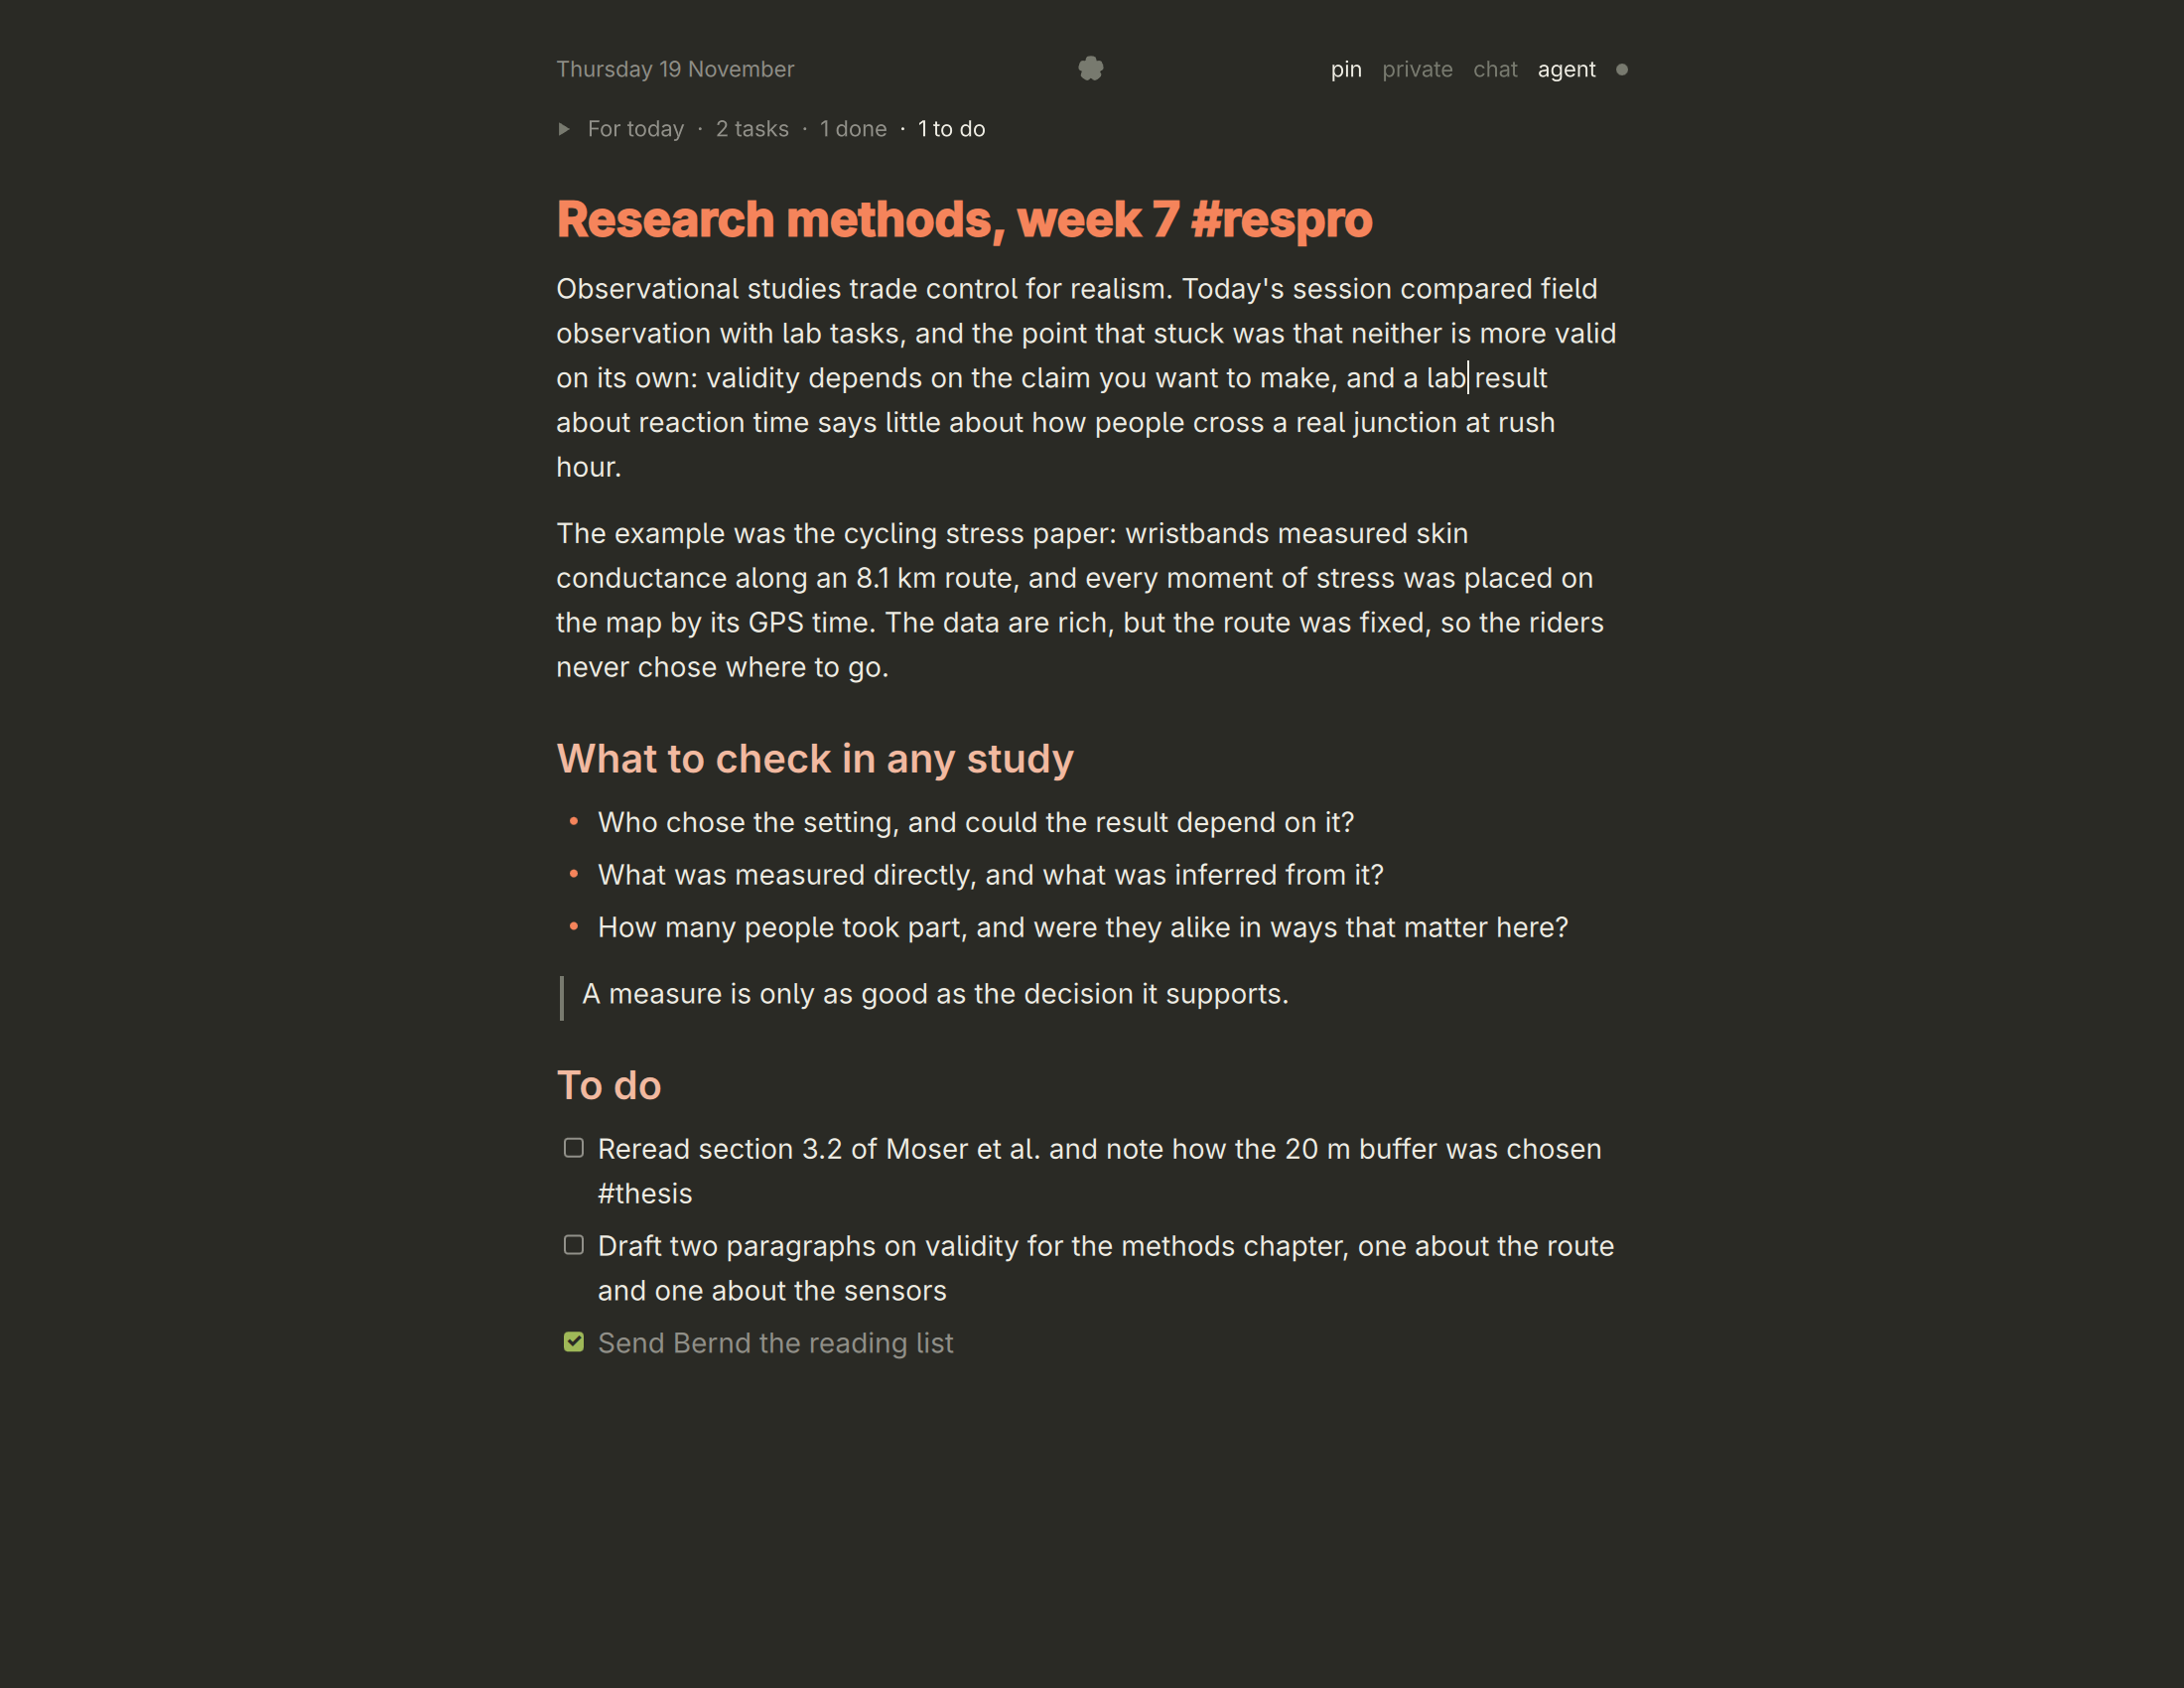 Thursday 19 November
pin private chat agent
For today · 2 tasks · 1 done · 1 to do
Research methods, week 7 #respro
Observational studies trade control for realism. Today's session compared field
observation with lab tasks, and the point that stuck was that neither is more valid
on its own: validity depends on the claim you want to make, and a lab result
about reaction time says little about how people cross a real junction at rush
hour.
The example was the cycling stress paper: wristbands measured skin
conductance along an 8.1 km route, and every moment of stress was placed on
the map by its GPS time. The data are rich, but the route was fixed, so the riders
never chose where to go.
What to check in any study
• Who chose the setting, and could the result depend on it?
• What was measured directly, and what was inferred from it?
• How many people took part, and were they alike in ways that matter here?
A measure is only as good as the decision it supports.
To do
Reread section 3.2 of Moser et al. and note how the 20 m buffer was chosen
#thesis
Draft two paragraphs on validity for the methods chapter, one about the route
and one about the sensors
Send Bernd the reading list